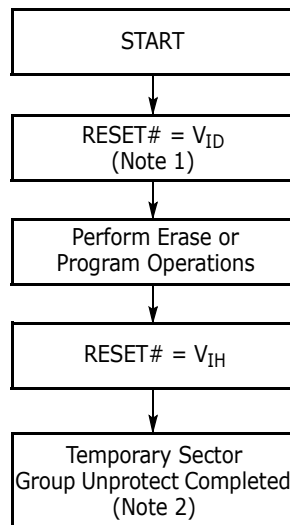 START
RESET# = VID
(Note 1)
Perform Erase or
Program Operations
RESET# = VIH
Temporary Sector
Group Unprotect Completed
(Note 2)